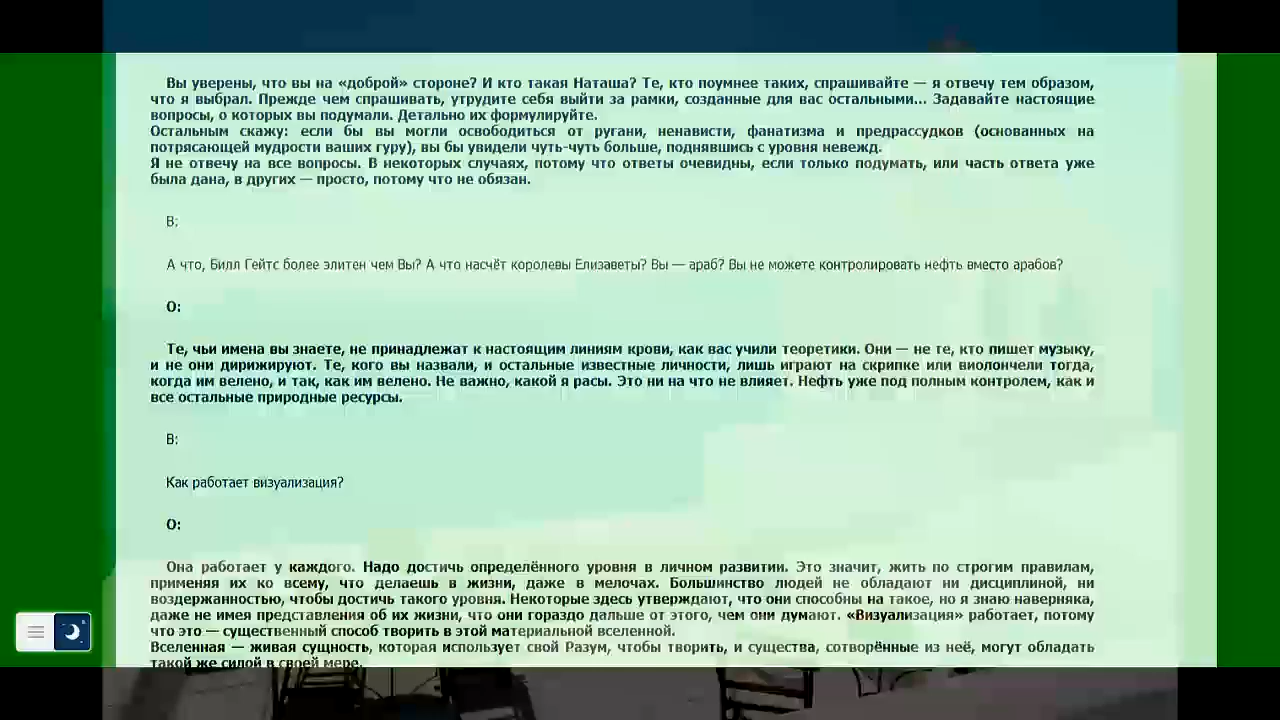 Вы уверены, что вы на «доброй» стороне? И кто такая Наташа? Те, кто поумнее таких, спрашивайте — я отвечу тем образом,
что я выбрал. Прежде чем спрашивать, утрудите себя выйти за рамки, созданные для вас остальными... Задавайте настоящие
вопросы, о которых вы подумали. Детально их формулируйте.
Остальным скажу: если бы вы могли освободиться от ругани, ненависти, фанатизма и предрассудков (основанных на
потрясающей мудрости ваших гуру), вы бы увидели чуть-чуть больше, поднявшись с уровня невежд.
Я не отвечу на все вопросы. В некоторых случаях, потому что ответы очевидны, если только подумать, или часть ответа уже
была дана, в других — просто, потому что не обязан.
В:
А что, Билл Гейтс более элитен чем Вы? А что насчёт королевы Елизаветы? Вы — араб? Вы не можете контролировать нефть вместо арабов?
О:
Те, чьи имена вы знаете, не принадлежат к настоящим линиям крови, как вас учили теоретики. Они — не те, кто пишет музыку,
и не они дирижируют. Те, кого вы назвали, и остальные известные личности, лишь играют на скрипке или виолончели тогда,
когда им велено, и так, как им велено. Не важно, какой я расы. Это ни на что не влияет. Нефть уже под полным контролем, как и
все остальные природные ресурсы.
В:
Как работает визуализация?
О:
Она работает у каждого. Надо достичь определённого уровня в личном развитии. Это значит, жить по строгим правилам,
применяя их ко всему, что делаешь в жизни, даже в мелочах. Большинство людей не обладают ни дисциплиной, ни
воздержанностью, чтобы достичь такого уровня. Некоторые здесь утверждают, что они способны на такое, но я знаю наверняка,
даже не имея представления об их жизни, что они гораздо дальше от этого, чем они думают. «Визуализация» работает, потому
что это — существенный способ творить в этой материальной вселенной.
Вселенная — живая сущность, которая использует свой Разум, чтобы творить, и существа, сотворённые из неё, могут обладать
такой же силой в своей мере.